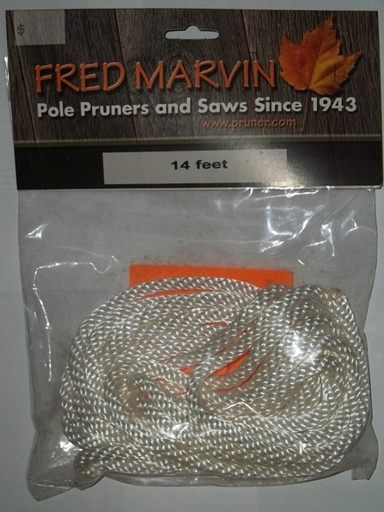 $
FRED MARVIN
Pole Pruners and Saws Since 1943
www.pruner.com
14 feet